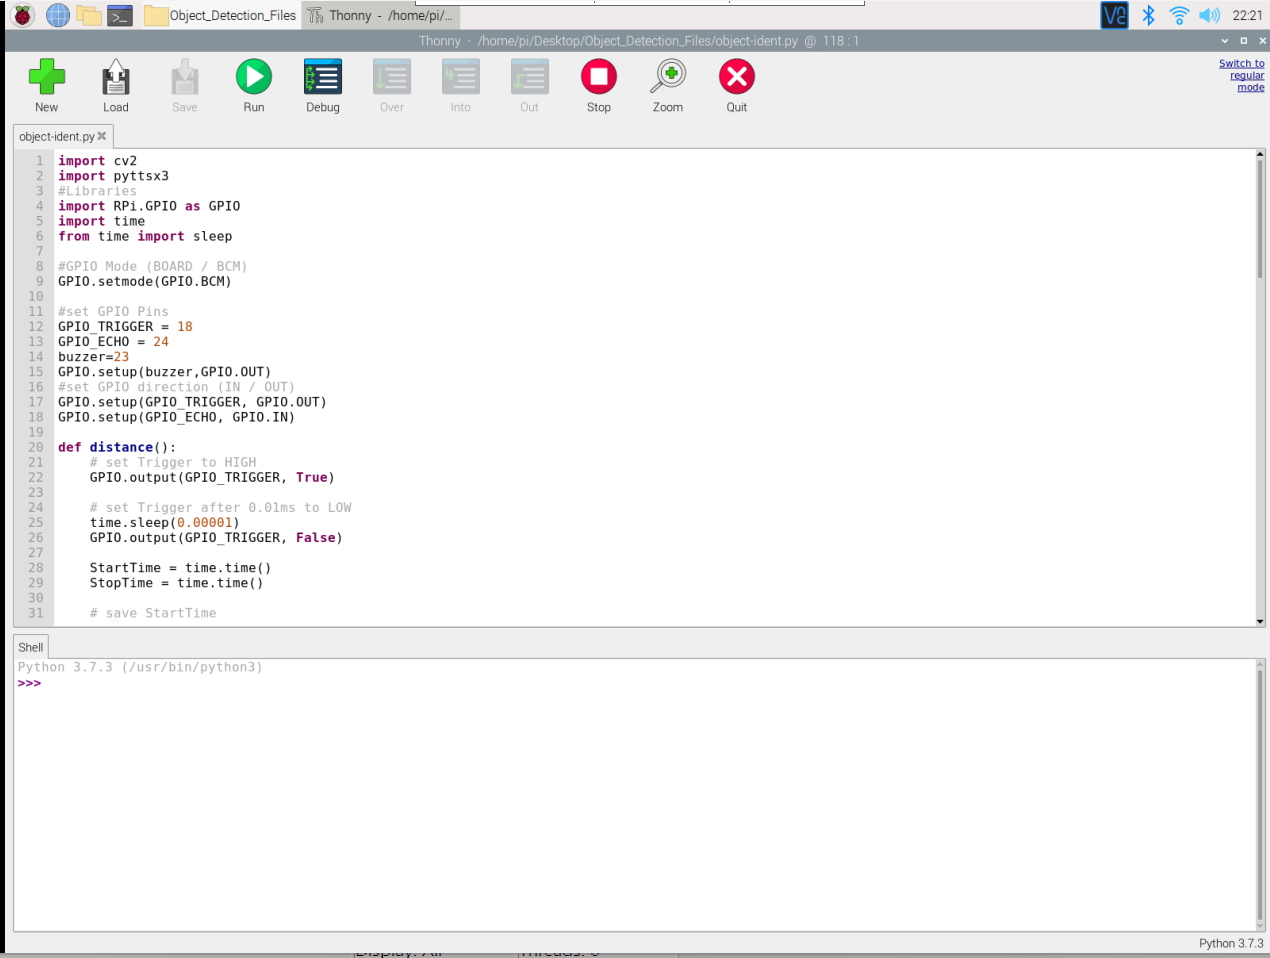 Object_Detection_Files
Thonny - /home/pi/...
22:21
Thonny - /home/pi/Desktop/Object_Detection_Files/object-ident.py @ 118:1
Switch to
regular
mode
New Load Save Run Debug Over Into Out Stop Zoom Quit
object-ident.py
1 import cv2
2 import pyttsx3
3 #Libraries
4 import RPi.GPIO as GPIO
5 import time
6 from time import sleep
7
8 #GPIO Mode (BOARD / BCM)
9 GPIO.setmode(GPIO.BCM)
10
11 #set GPIO Pins
12 GPIO_TRIGGER = 18
13 GPIO_ECHO = 24
14 buzzer=23
15 GPIO.setup(buzzer,GPIO.OUT)
16 #set GPIO direction (IN / OUT)
17 GPIO.setup(GPIO_TRIGGER, GPIO.OUT)
18 GPIO.setup(GPIO_ECHO, GPIO.IN)
19
20 def distance():
21     # set Trigger to HIGH
22     GPIO.output(GPIO_TRIGGER, True)
23
24     # set Trigger after 0.01ms to LOW
25     time.sleep(0.00001)
26     GPIO.output(GPIO_TRIGGER, False)
27
28     StartTime = time.time()
29     StopTime = time.time()
30
31     # save StartTime
Shell
Python 3.7.3 (/usr/bin/python3)
>>>
Python 3.7.3